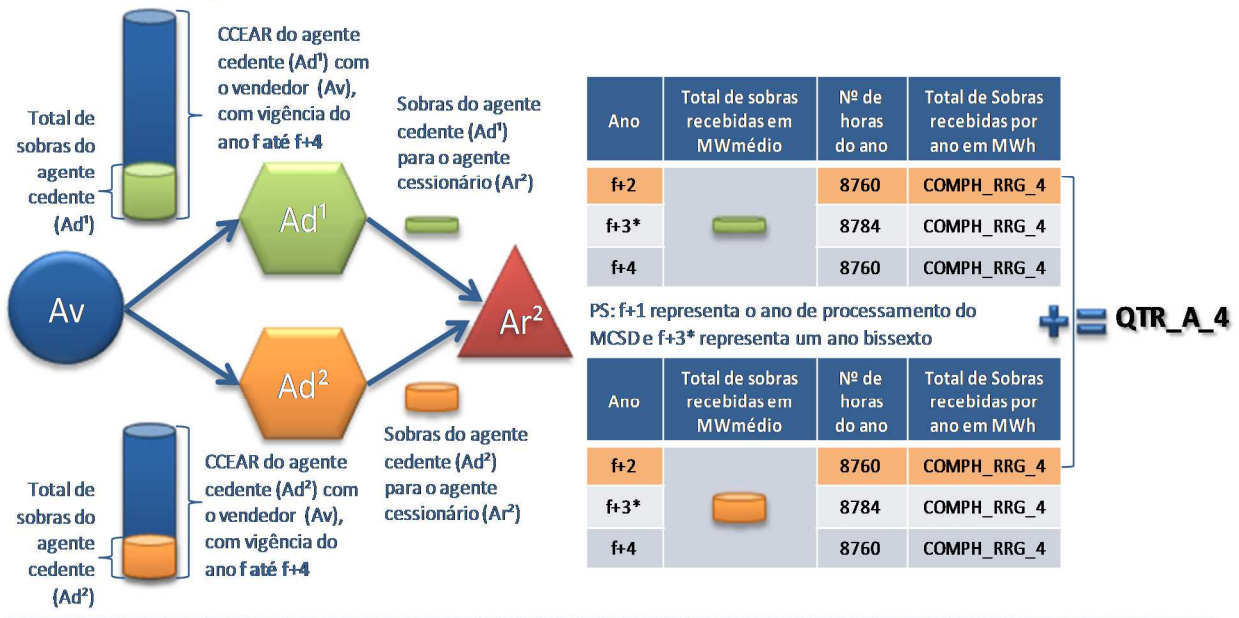 CCEAR do agente
cedente (Ad¹) com
o vendedor (Av),
com vigência do
ano f até f+4
Total de
sobras do
agente
cedente
(Ad¹)
Sobras do agente
cedente (Ad¹)
para o agente
cessionário (Ar²)
Ad¹
Av
Ar²
Ad²
Sobras do agente
cedente (Ad²)
para o agente
cessionário (Ar²)
CCEAR do agente
cedente (Ad²) com
o vendedor (Av),
com vigência do
ano f até f+4
Total de
sobras do
agente
cedente
(Ad²)
Ano
Total de sobras
recebidas em
MWmédio
Nº de
horas
do ano
Total de Sobras
recebidas por
ano em MWh
f+2 8760 COMPH_RRG_4
f+3* 8784 COMPH_RRG_4
f+4 8760 COMPH_RRG_4
PS: f+1 representa o ano de processamento do
MCSD e f+3* representa um ano bissexto
+ = QTR_A_4
Ano
Total de sobras
recebidas em
MWmédio
Nº de
horas
do ano
Total de Sobras
recebidas por
ano em MWh
f+2 8760 COMPH_RRG_4
f+3* 8784 COMPH_RRG_4
f+4 8760 COMPH_RRG_4